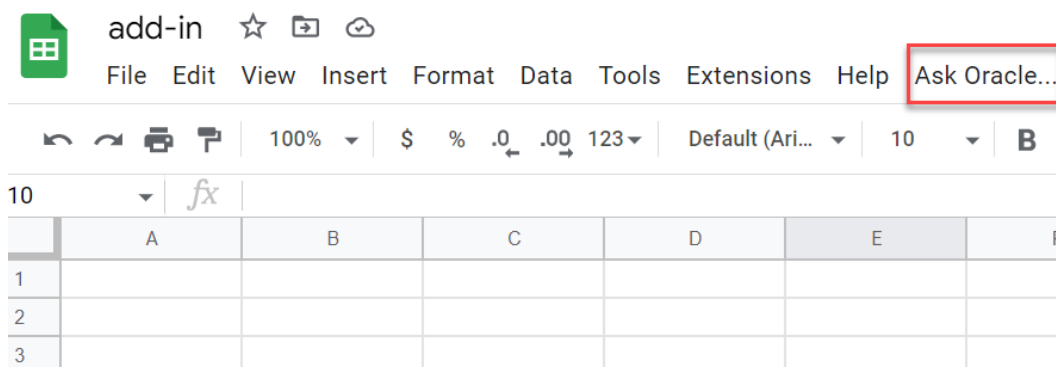 add-in
File Edit View Insert Format Data Tools Extensions Help Ask Oracle...
100% $ % .0 .00 123 Default (Ari... 10 B
10 fx
A B C D E
1
2
3